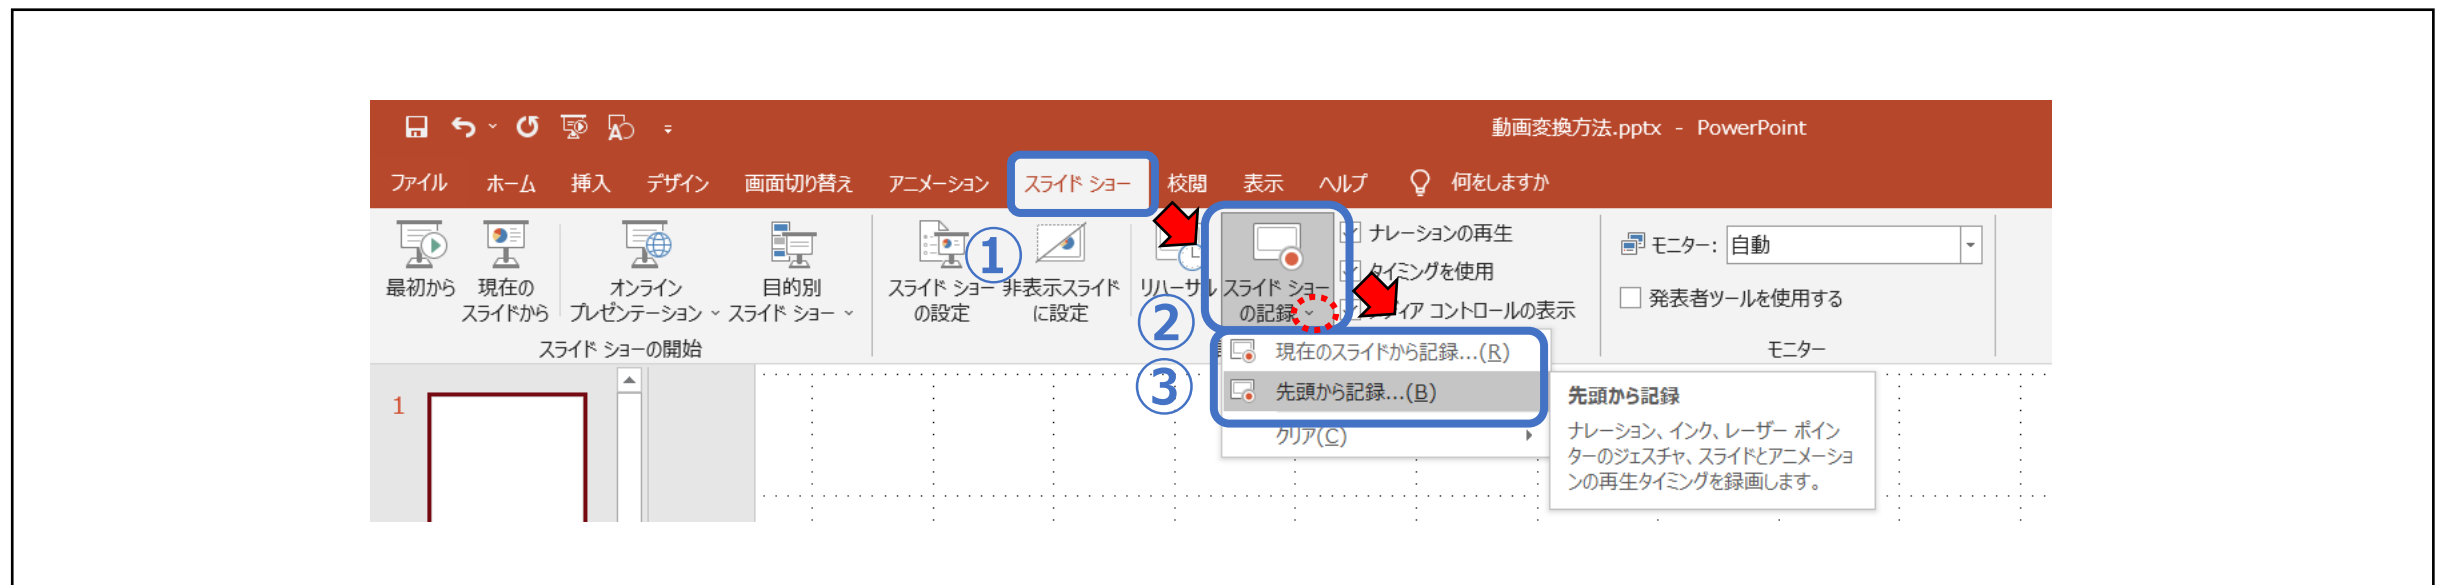 動画変換方法.pptx - PowerPoint
ファイル ホーム 挿入 デザイン 画面切り替え アニメーション スライド ショー 校閲 表示 ヘルプ 何をしますか
最初から
現在の
スライドから
オンライン
プレゼンテーション
目的別
スライド ショー
スライド ショー
の設定
非表示スライド
に設定
リハーサル
スライド ショー
の記録
ナレーションの再生
タイミングを使用
コントロールの表示
モニター: 自動
発表者ツールを使用する
スライド ショーの開始
モニター
①
②
③
現在のスライドから記録...(R)
先頭から記録...(B)
クリア(C)
先頭から記録
ナレーション、インク、レーザー ポイン
ターのジェスチャ、スライドとアニメーショ
ンの再生タイミングを録画します。
1